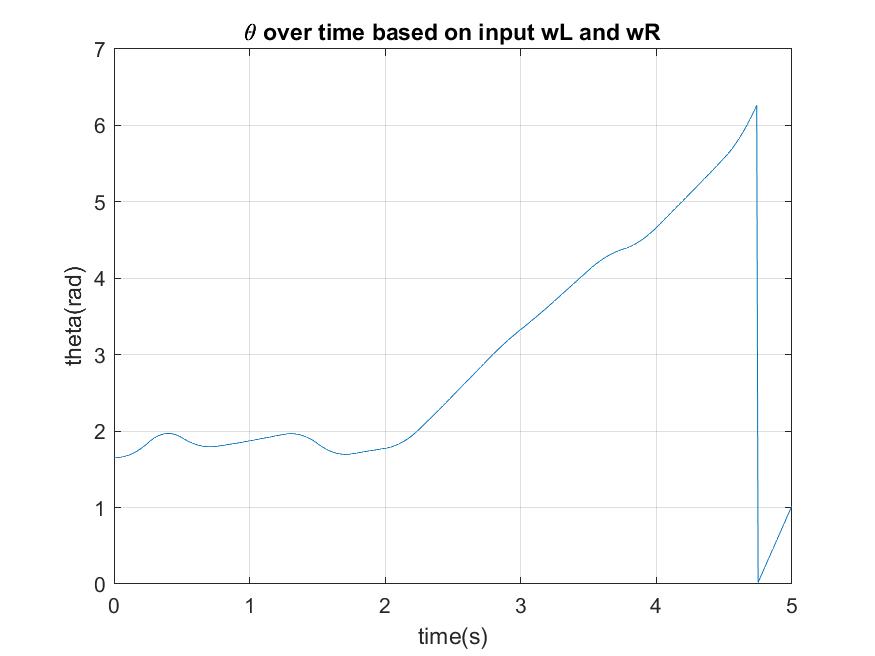 θ over time based on input wL and wR
7
6
5
4
3
2
1
0
theta(rad)
0 1 2 3 4 5
time(s)